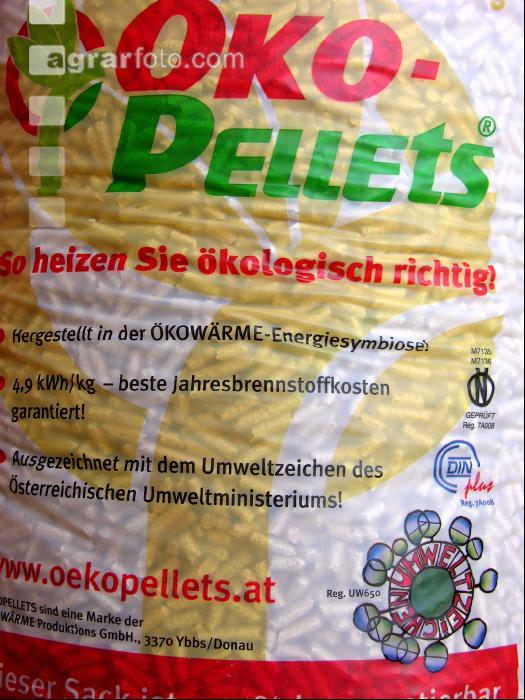 agrarfoto.com
ÖKO-
PELLETS®
So heizen Sie ökologisch richtig!
Hergestellt in der ÖKOWÄRME-Energiesymbiose!
4,9 kWh/kg – beste Jahresbrennstoffkosten
garantiert!
M7135
M7136
GEPRÜFT
Reg. 7A008
Ausgezeichnet mit dem Umweltzeichen des
Österreichischen Umweltministeriums!
DIN
plus
Reg. 7A008
www.oekopellets.at
Reg. UW650
UMWELTZEICHEN
OPELLETS sind eine Marke der
WÄRME Produktions GmbH., 3370 Ybbs/Donau
ieser Sack ist